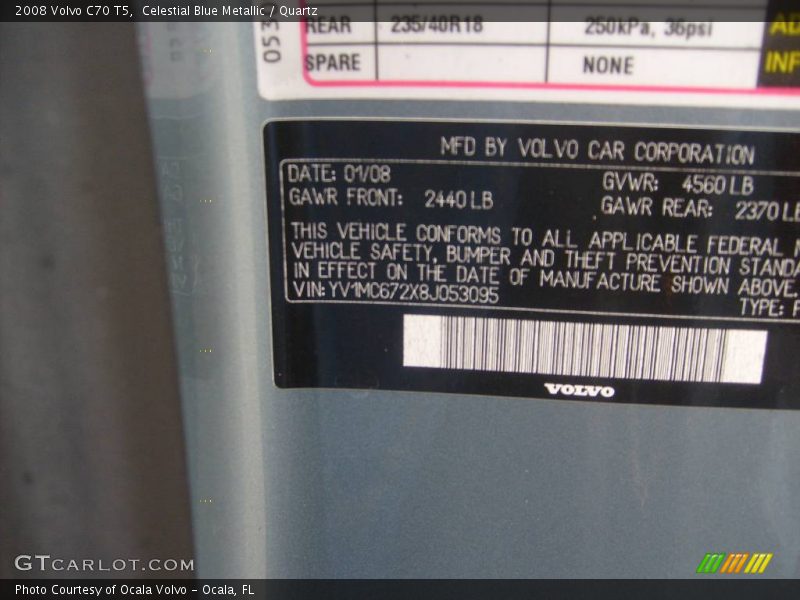 2008 Volvo C70 T5, Celestial Blue Metallic / Quartz
REAR 235/40R18 250kPa, 36psi
SPARE NONE
053
MFD BY VOLVO CAR CORPORATION
DATE: 01/08 GVWR: 4560 LB
GAWR FRONT: 2440 LB GAWR REAR: 2370 LB
THIS VEHICLE CONFORMS TO ALL APPLICABLE FEDERAL
VEHICLE SAFETY, BUMPER AND THEFT PREVENTION
IN EFFECT ON THE DATE OF MANUFACTURE SHOWN ABOVE.
VIN: YV1MC672X8J053095
TYPE:
VOLVO
GTCARLOT.COM
Photo Courtesy of Ocala Volvo - Ocala, FL